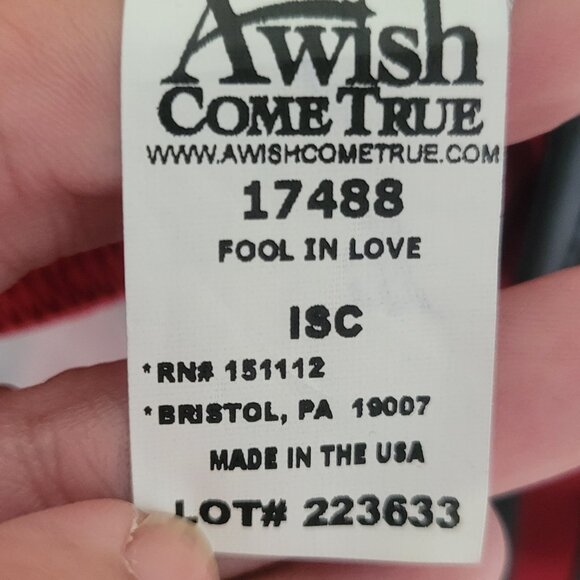 A wish
COME TRUE
WWW.AWISHCOMETRUE.COM
17488
FOOL IN LOVE
ISC
*RN# 151112
*BRISTOL, PA 19007
MADE IN THE USA
LOT# 223633